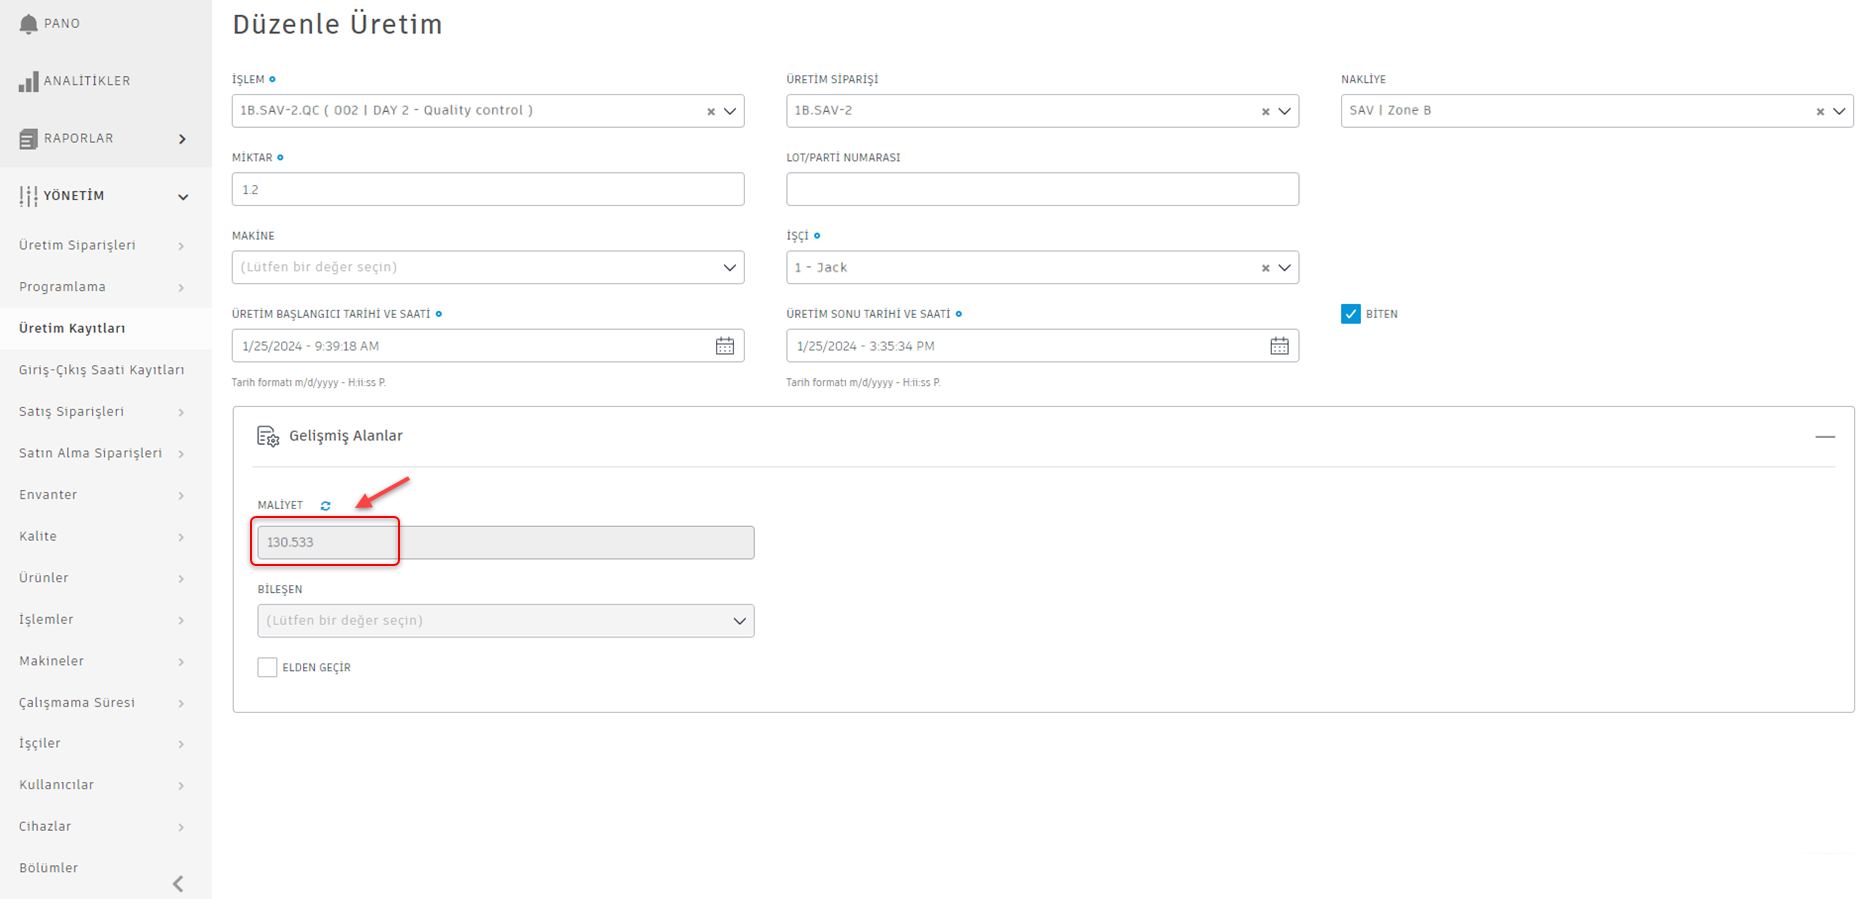 PANO
ANALİTİKLER
RAPORLAR
YÖNETİM
Üretim Siparişleri
Programlama
Üretim Kayıtları
Giriş-Çıkış Saati Kayıtları
Satış Siparişleri
Satın Alma Siparişleri
Envanter
Kalite
Ürünler
İşlemler
Makineler
Çalışmama Süresi
İşçiler
Kullanıcılar
Cihazlar
Bölümler
Düzenle Üretim
İŞLEM
1B.SAV-2.QC ( 002 | DAY 2 - Quality control )
ÜRETİM SİPARİŞİ
1B.SAV-2
NAKLİYE
SAV | Zone B
MİKTAR
1.2
LOT/PARTİ NUMARASI
MAKİNE
(Lütfen bir değer seçin)
İŞÇİ
1 - Jack
ÜRETİM BAŞLANGICI TARİHİ VE SAATİ
1/25/2024 - 9:39:18 AM
Tarih formatı m/d/yyyy - H:ii:ss P.
ÜRETİM SONU TARİHİ VE SAATİ
1/25/2024 - 3:35:34 PM
Tarih formatı m/d/yyyy - H:ii:ss P.
BİTEN
Gelişmiş Alanlar
MALİYET
130.533
BİLEŞEN
(Lütfen bir değer seçin)
ELDEN GEÇİR